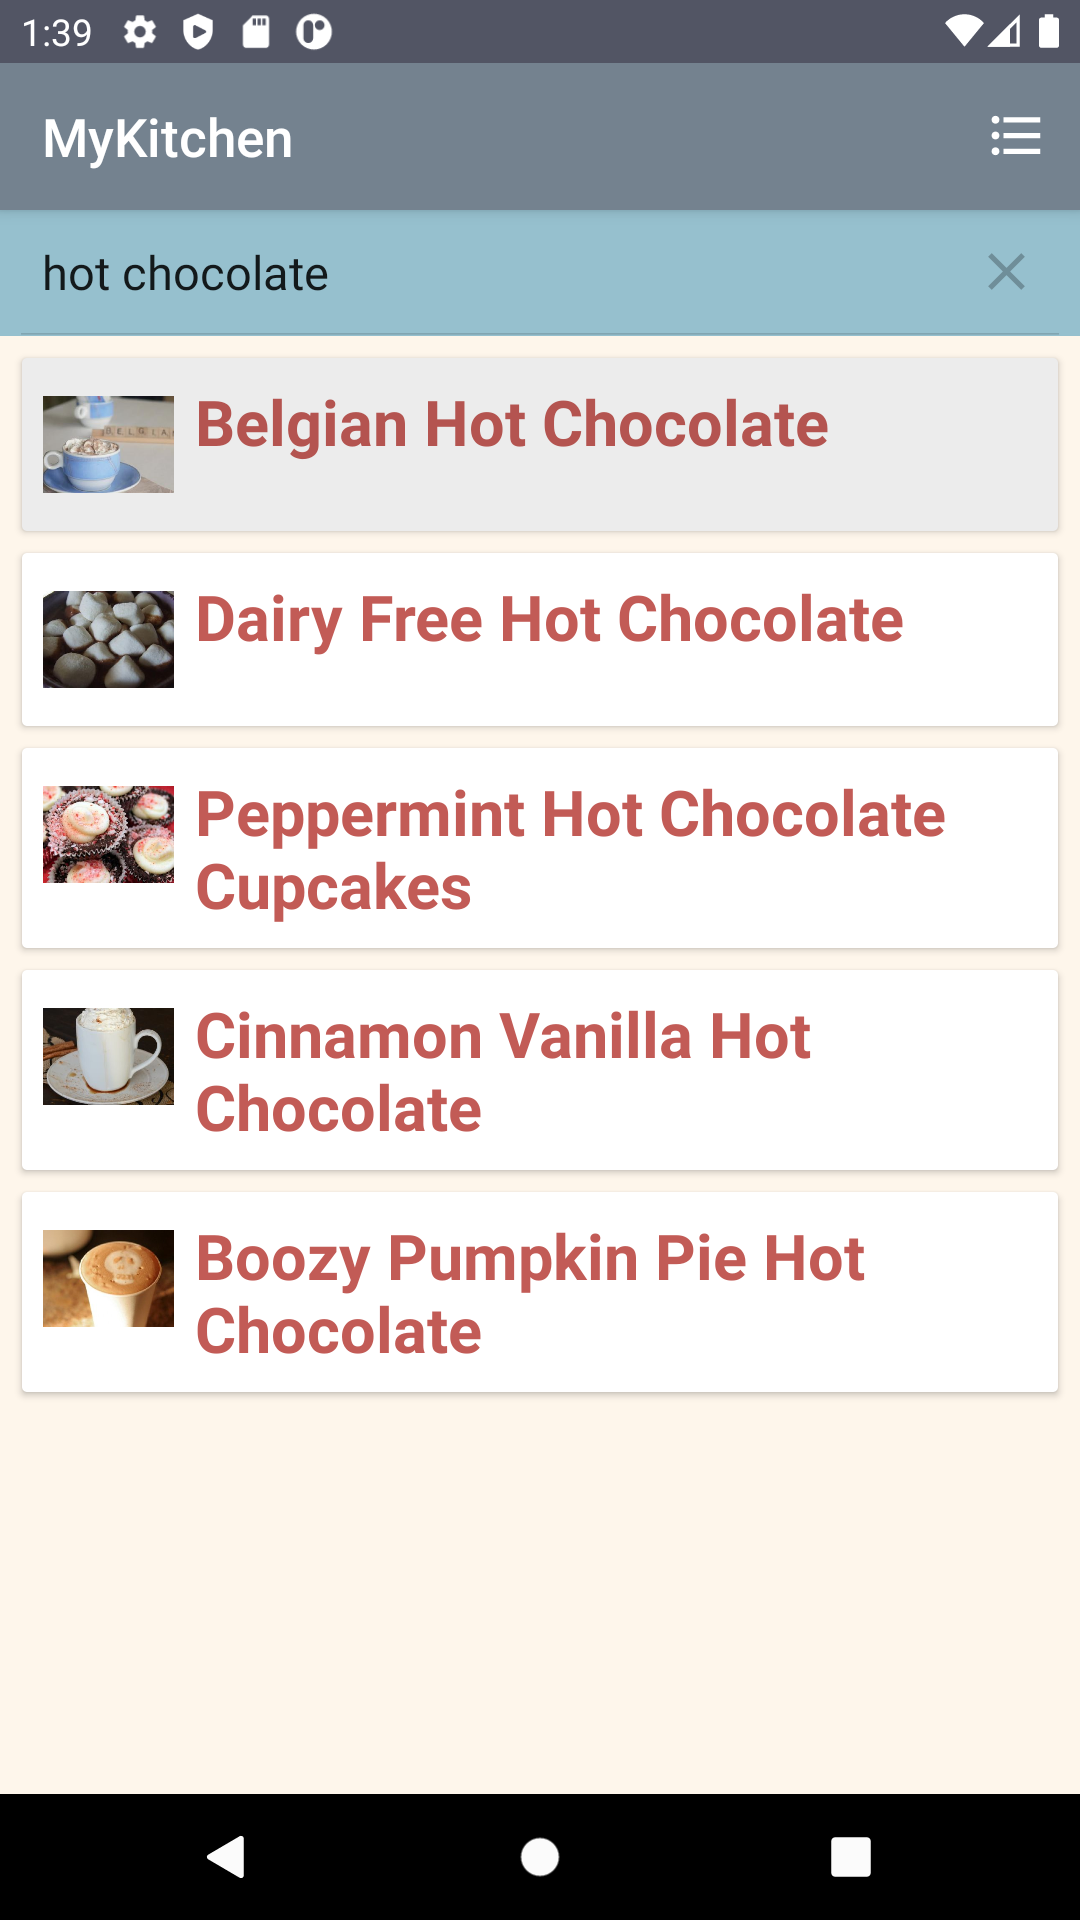 1:39
MyKitchen
hot chocolate
Belgian Hot Chocolate
Dairy Free Hot Chocolate
Peppermint Hot Chocolate
Cupcakes
Cinnamon Vanilla Hot
Chocolate
Boozy Pumpkin Pie Hot
Chocolate